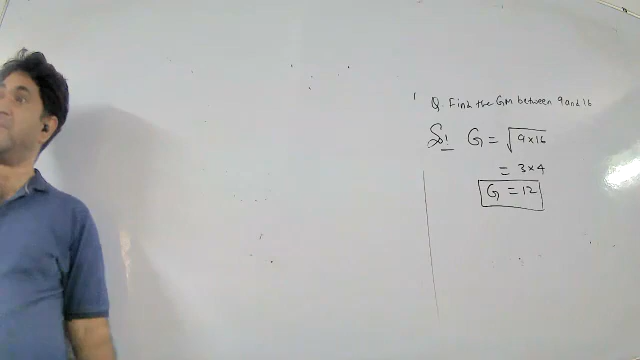 Q. Find the GM between 9 and 16
Sol G = √9×16
= 3×4
G = 12